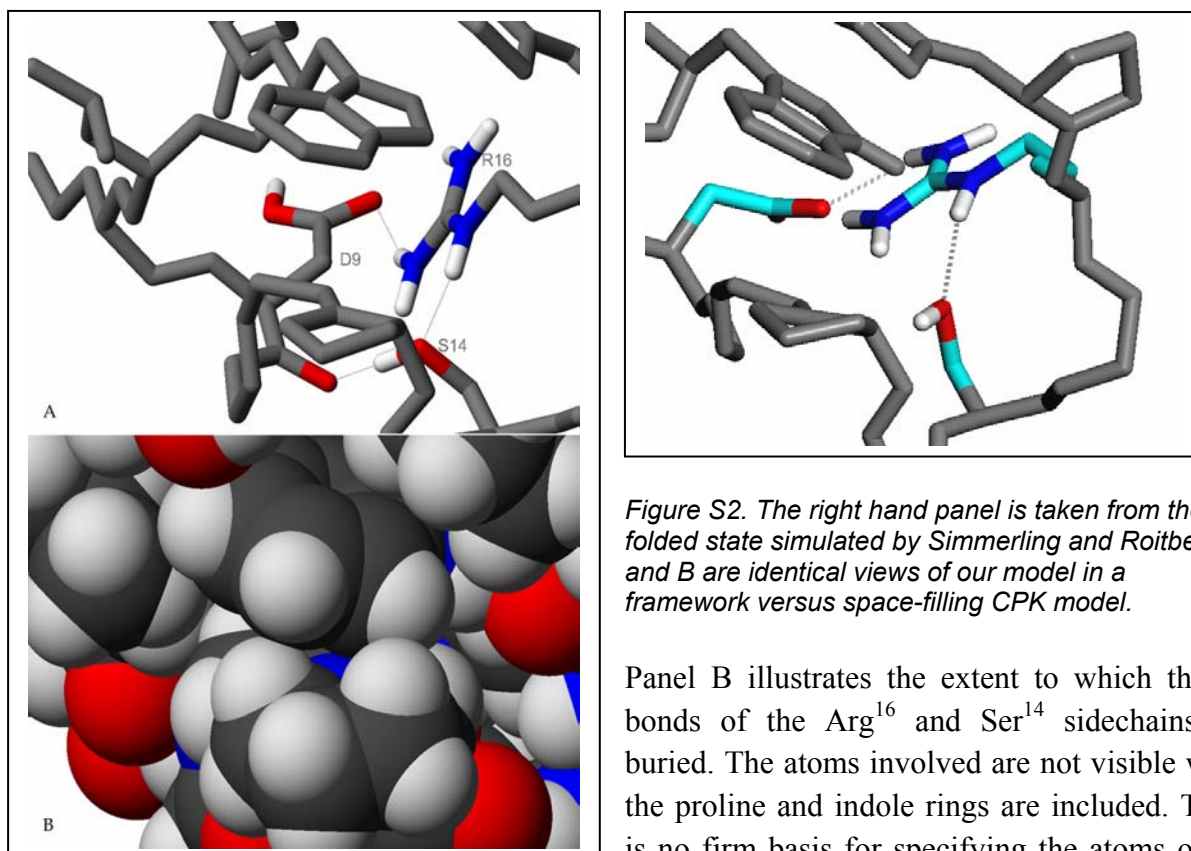 R16
D9
S14
A
B
Figure S2. The right hand panel is taken from the
folded state simulated by Simmerling and
and B are identical views of our model in a
framework versus space-filling CPK model.
Panel B illustrates the extent to which
bonds of the Arg16 and Ser14 sidechains
buried. The atoms involved are not visible
the proline and indole rings are included.
is no firm basis for specifying the atoms